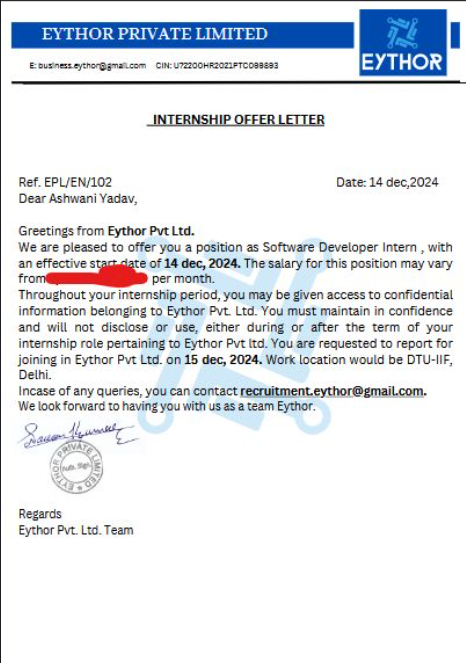 EYTHOR PRIVATE LIMITED
E: business.eythor@gmail.com CIN: U72200HR2021PTC099893
EYTHOR
INTERNSHIP OFFER LETTER
Ref. EPL/EN/102 Date: 14 dec,2024
Dear Ashwani Yadav,
Greetings from Eythor Pvt Ltd.
We are pleased to offer you a position as Software Developer Intern , with
an effective start date of 14 dec, 2024. The salary for this position may vary
from per month.
Throughout your internship period, you may be given access to confidential
information belonging to Eythor Pvt. Ltd. You must maintain in confidence
and will not disclose or use, either during or after the term of your
internship role pertaining to Eythor Pvt ltd. You are requested to report for
joining in Eythor Pvt Ltd. on 15 dec, 2024. Work location would be DTU-IIF,
Delhi.
Incase of any queries, you can contact recruitment.eythor@gmail.com.
We look forward to having you with us as a team Eythor.
EYTHOR PRIVATE LIMITED
Auth. Sign.
Regards
Eythor Pvt. Ltd. Team